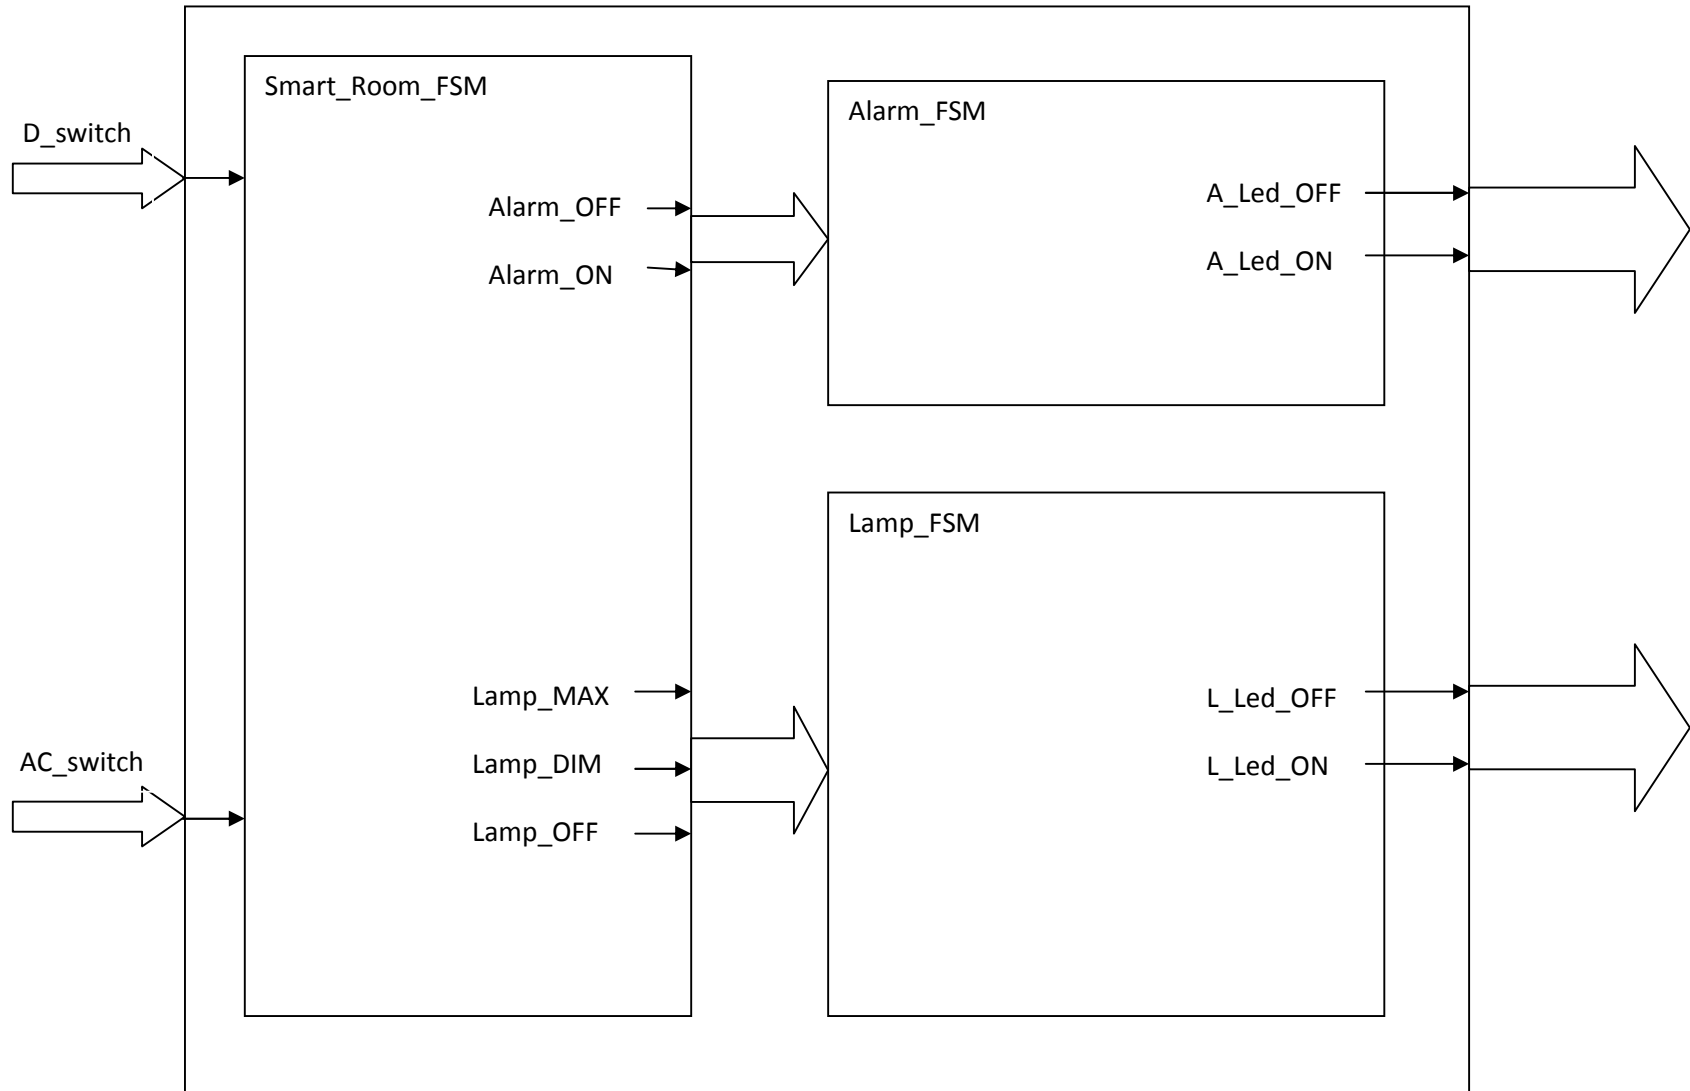 Smart_Room_FSM
Alarm_FSM
D_switch
A_Led_OFF
Alarm_OFF
A_Led_ON
Alarm_ON
Lamp_FSM
Lamp_MAX
L_Led_OFF
AC_switch
Lamp_DIM
L_Led_ON
Lamp_OFF